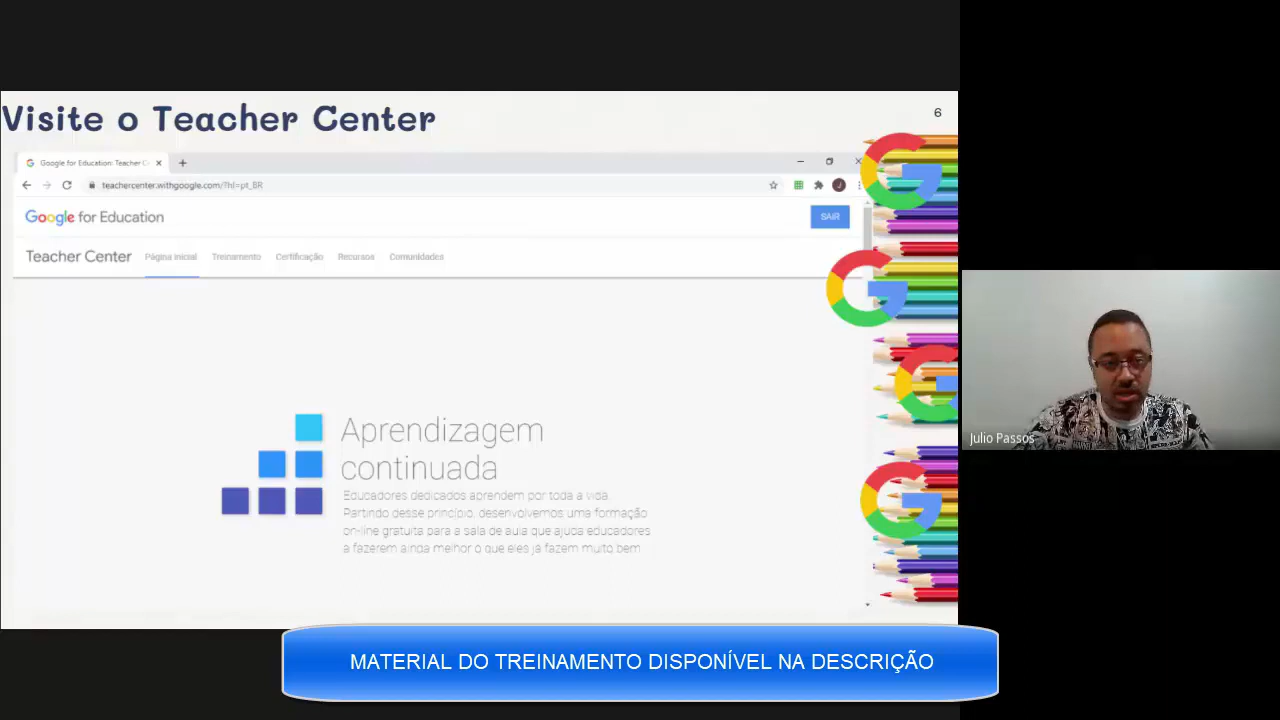 Visite o Teacher Center
6
Google for Education: Teacher C
teachercenter.withgoogle.com/?hl=pt_BR
J
Google for Education
SAIR
Teacher Center Página inicial Treinamento Certificação Recursos Comunidades
Aprendizagem
continuada
Educadores dedicados aprendem por toda a vida.
Partindo desse princípio, desenvolvemos uma formação
on-line gratuita para a sala de aula que ajuda educadores
a fazerem ainda melhor o que eles já fazem muito bem
Julio Passos
MATERIAL DO TREINAMENTO DISPONÍVEL NA DESCRIÇÃO